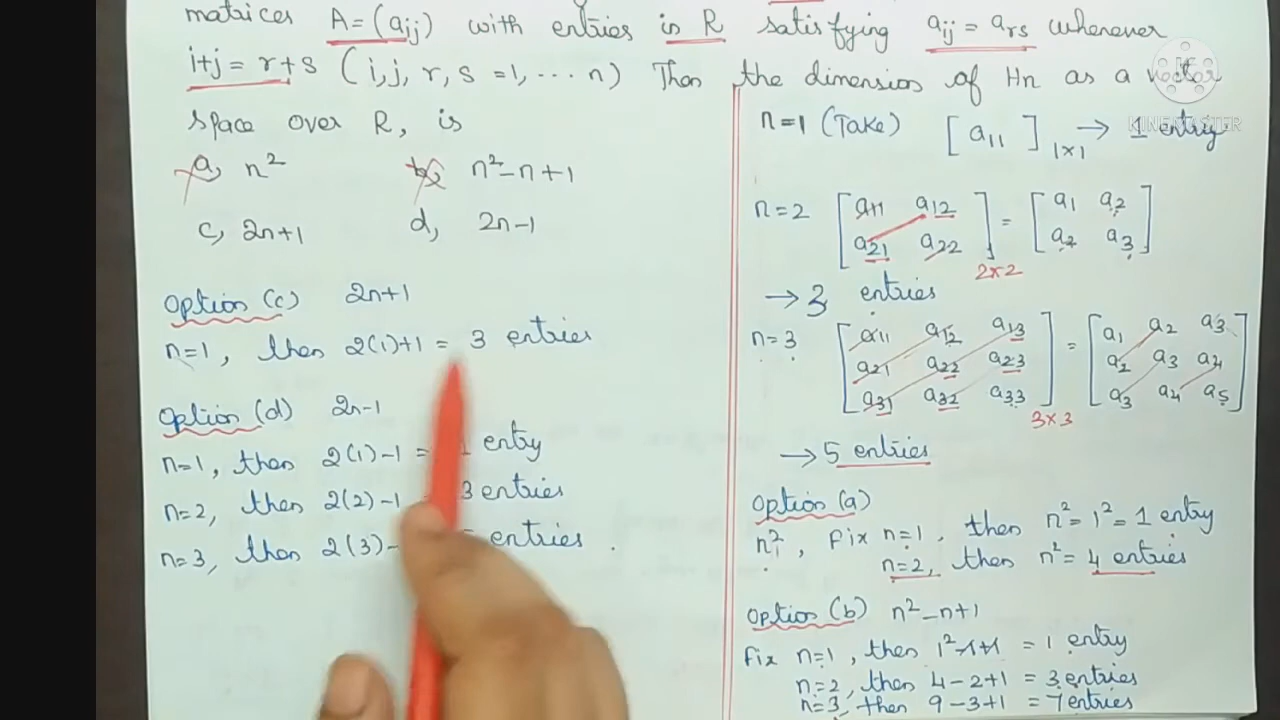 matrices A=(aij) with entries in R satisfying aij = ars whenever
i+j = r+s (i, j, r, s = 1, ... n) Then the dimension of Hn as a vector
space over R, is
a, n²
b, n²-n+1
c, 2n+1
d, 2n-1
Option (c) 2n+1
n=1, then 2(1)+1 = 3 entries
Option (d) 2n-1
n=1, then 2(1)-1 = 1 entry
n=2, then 2(2)-1 3 entries
n=3, then 2(3)- entries.
n=1 (Take) [a11]1x1 → 1 entry
KINEMASTER
n=2 [a11 a12
a21 a22]2x2 = [a1 a2
a2 a3]
→ 3 entries
n=3 [a11 a12 a13
a21 a22 a23
a31 a32 a33]3x3 = [a1 a2 a3
a2 a3 a4
a3 a4 a5]
→ 5 entries
Option (a)
n², Fix n=1, then n²=1²=1 entry
n=2, then n²= 4 entries
Option (b) n²-n+1
Fix n=1, then 1²-1+1 = 1 entry
n=2, then 4-2+1 = 3 entries
n=3, then 9-3+1 = 7 entries